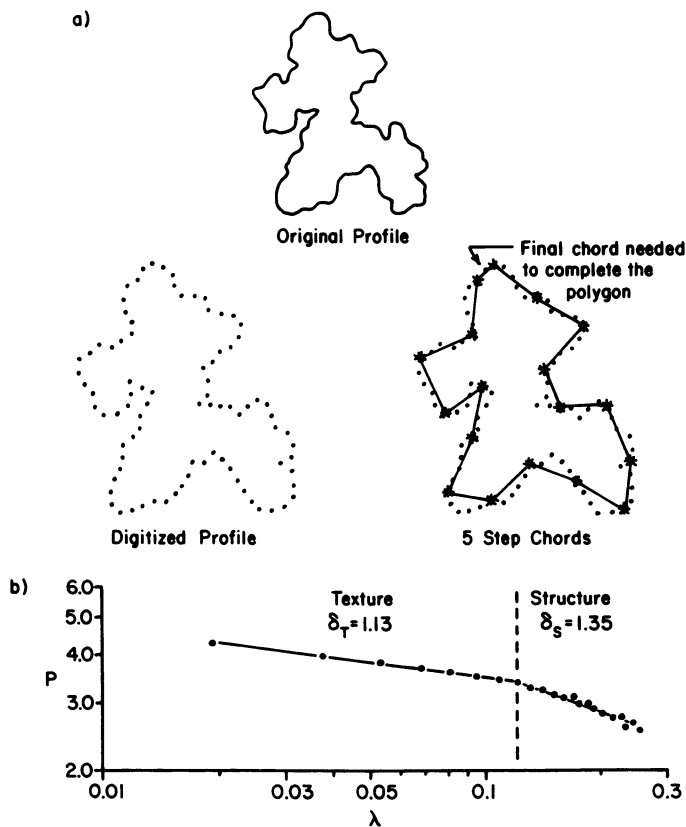 a)
Original Profile
Final chord needed
to complete the
polygon
Digitized Profile
5 Step Chords
b)
6.0
5.0
4.0
3.0
2.0
P
Texture
δT=1.13
Structure
δS=1.35
0.01
0.03
0.05
0.1
0.3
λ